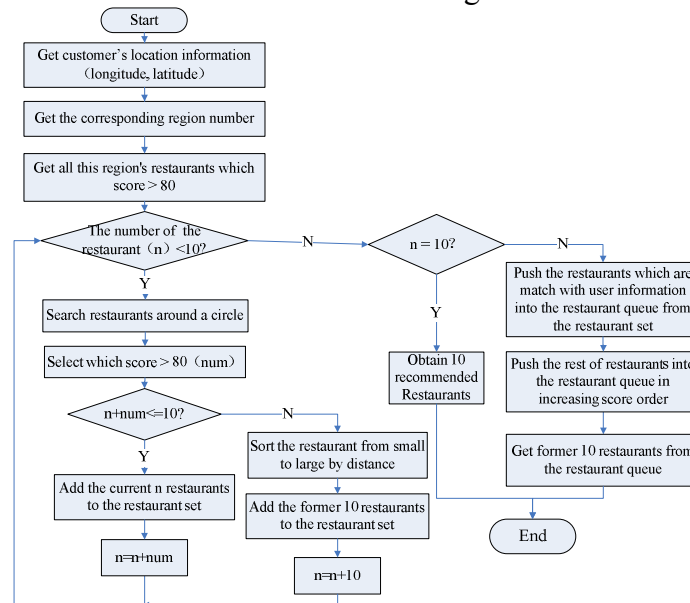 Start
Get customer's location information
(longitude, latitude)
Get the corresponding region number
Get all this region's restaurants which
score > 80
The number of the
restaurant (n) <10?
N
n = 10?
N
Y
Search restaurants around a circle
Select which score > 80 (num)
n+num<=10?
N
Y
Add the current n restaurants
to the restaurant set
n=n+num
Sort the restaurant from small
to large by distance
Add the former 10 restaurants
to the restaurant set
n=n+10
Y
Obtain 10
recommended
Restaurants
Push the restaurants which are
match with user information
into the restaurant queue from
the restaurant set
Push the rest of restaurants into
the restaurant queue in
increasing score order
Get former 10 restaurants from
the restaurant queue
End